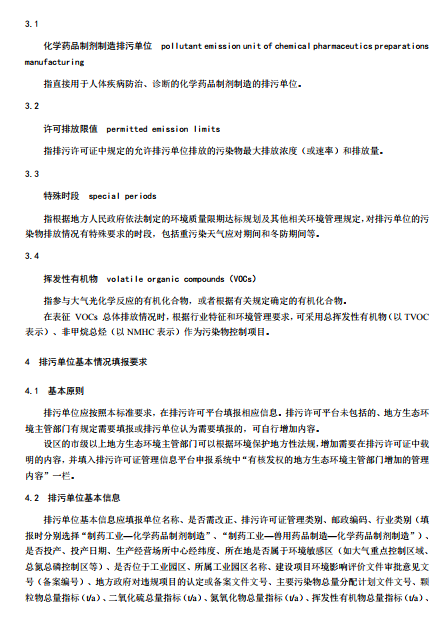 3.1
化学药品制剂制造排污单位 pollutant emission unit of chemical pharmaceutics preparations
manufacturing
指直接用于人体疾病防治、诊断的化学药品制剂制造的排污单位。
3.2
许可排放限值 permitted emission limits
指排污许可证中规定的允许排污单位排放的污染物最大排放浓度（或速率）和排放量。
3.3
特殊时段 special periods
指根据地方人民政府依法制定的环境质量限期达标规划及其他相关环境管理规定，对排污单位的污
染物排放情况有特殊要求的时段，包括重污染天气应对期间和冬防期间等。
3.4
挥发性有机物 volatile organic compounds（VOCs）
指参与大气光化学反应的有机化合物，或者根据有关规定确定的有机化合物。
在表征 VOCs 总体排放情况时，根据行业特征和环境管理要求，可采用总挥发性有机物（以 TVOC
表示）、非甲烷总烃（以 NMHC 表示）作为污染物控制项目。
4 排污单位基本情况填报要求
4.1 基本原则
排污单位应按照本标准要求，在排污许可平台填报相应信息。排污许可平台未包括的、地方生态环
境主管部门有规定需要填报或排污单位认为需要填报的，可自行增加内容。
设区的市级以上地方生态环境主管部门可以根据环境保护地方性法规，增加需要在排污许可证中载
明的内容，并填入排污许可证管理信息平台申报系统中“有核发权的地方生态环境主管部门增加的管理
内容”一栏。
4.2 排污单位基本信息
排污单位基本信息应填报单位名称、是否需改正、排污许可证管理类别、邮政编码、行业类别（填
报时分别选择“制药工业—化学药品制剂制造”、“制药工业—兽用药品制造—化学药品制剂制造”）、
是否投产、投产日期、生产经营场所中心经纬度、所在地是否属于环境敏感区（如大气重点控制区域、
总氮总磷控制区等）、是否位于工业园区、所属工业园区名称、建设项目环境影响评价文件审批意见文
号（备案编号）、地方政府对违规项目的认定或备案文件文号、主要污染物总量分配计划文件文号、颗
粒物总量指标（t/a）、二氧化硫总量指标（t/a）、氮氧化物总量指标（t/a）、挥发性有机物总量指标（t/a）、